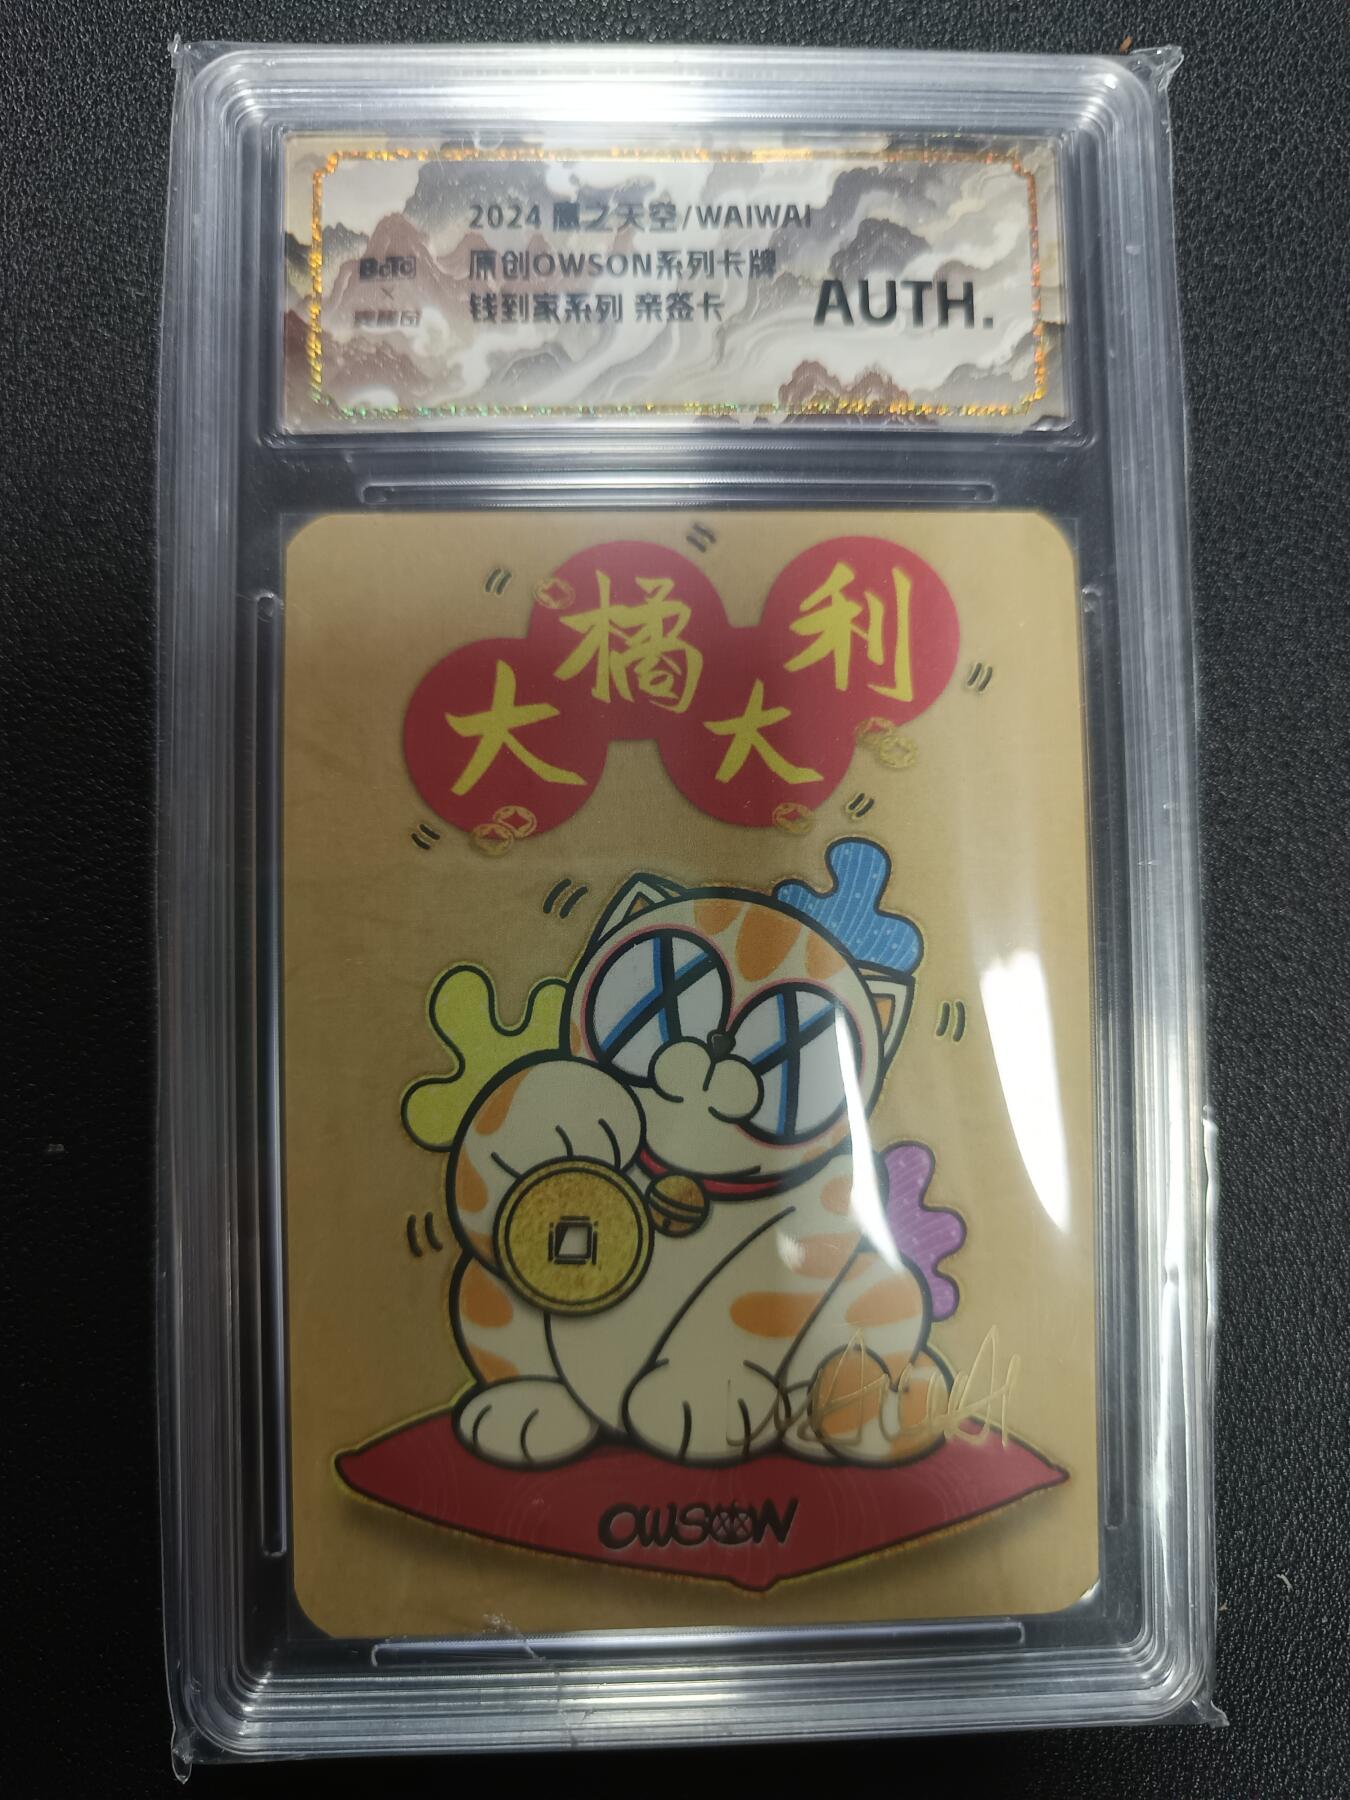 2024 鹰之天空/WAIWAI
原创OWSON系列卡牌
钱到家系列 亲签卡
AUTH.
大橘大利
OWSON